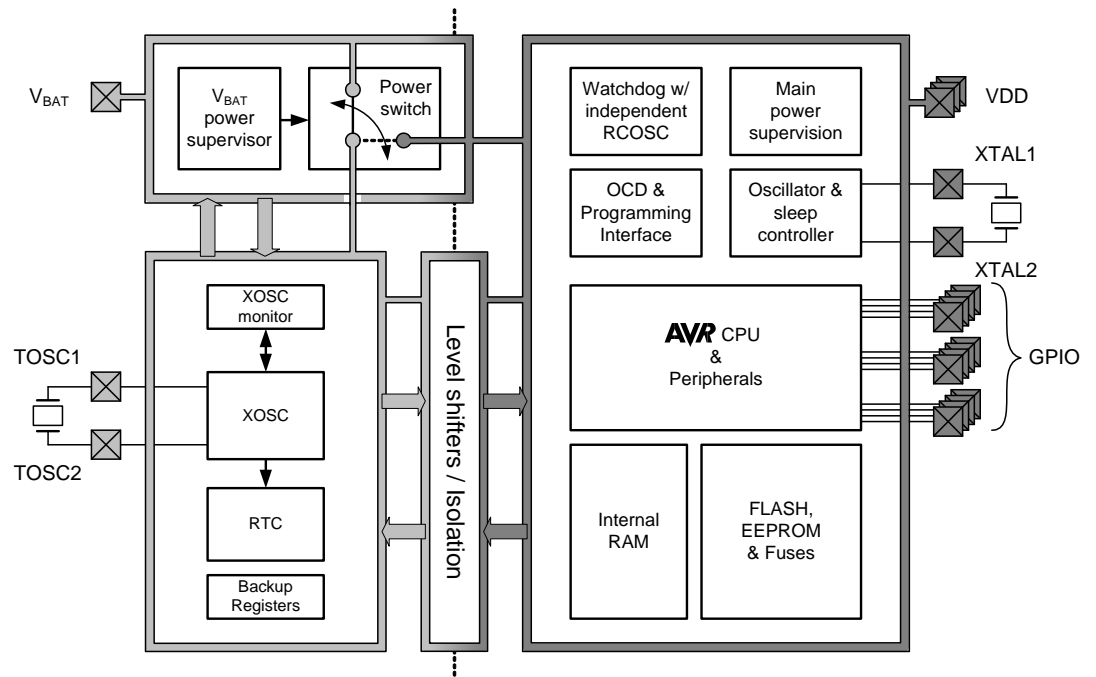 VBAT
VBAT
power
supervisor
Power
switch
Watchdog w/
independent
RCOSC
Main
power
supervision
VDD
OCD &
Programming
Interface
Oscillator &
sleep
controller
XTAL1
XTAL2
XOSC
monitor
TOSC1
XOSC
TOSC2
RTC
Backup
Registers
Level shifters / Isolation
AVR CPU
&
Peripherals
GPIO
Internal
RAM
FLASH,
EEPROM
& Fuses